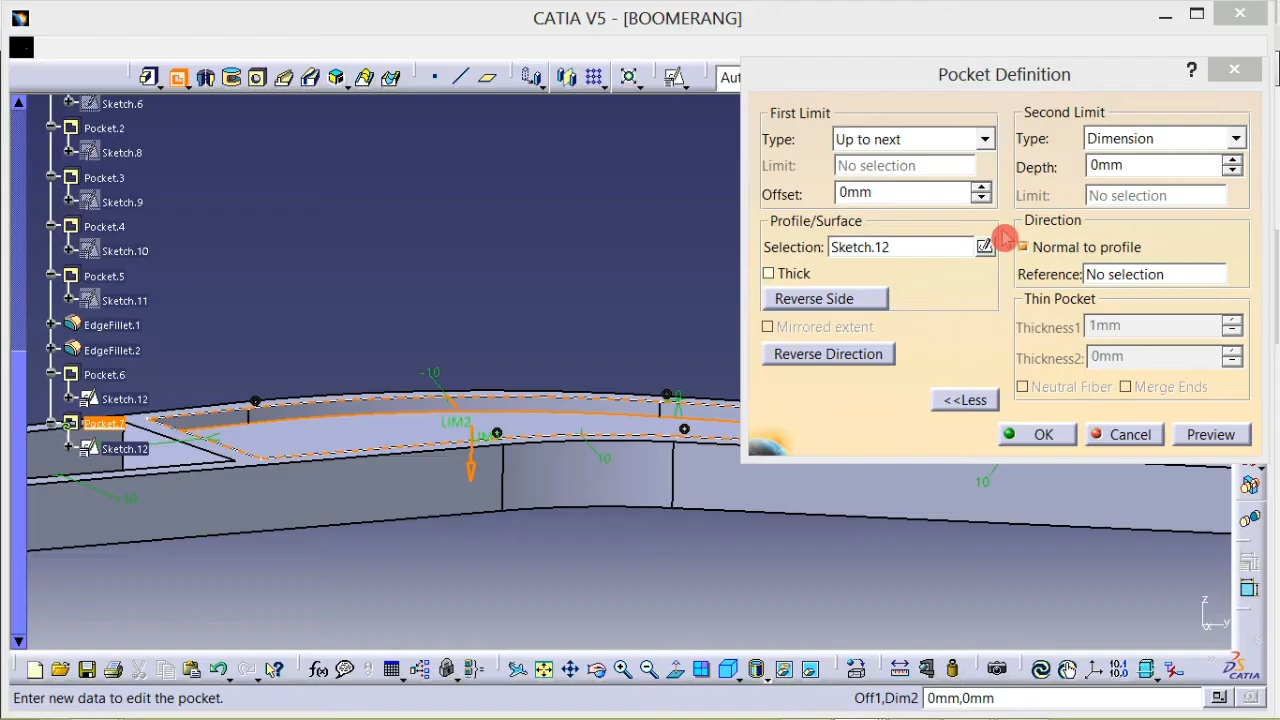 CATIA V5 - [BOOMERANG]
Aut
Pocket Definition
?
Sketch.6
Pocket.2
Sketch.8
Pocket.3
Sketch.9
Pocket.4
Sketch.10
Pocket.5
Sketch.11
EdgeFillet.1
EdgeFillet.2
Pocket.6
Sketch.12
Pocket.7
Sketch.12
First Limit
Type: Up to next
Limit: No selection
Offset: 0mm
Second Limit
Type: Dimension
Depth: 0mm
Limit: No selection
Profile/Surface
Selection: Sketch.12
Thick
Reverse Side
Mirrored extent
Reverse Direction
Direction
Normal to profile
Reference: No selection
Thin Pocket
Thickness1 1mm
Thickness2: 0mm
Neutral Fiber Merge Ends
<<Less
OK Cancel Preview
-10
LIM2
10
10
10
z
x y
f(x)
10.1
10.0
CATIA
Enter new data to edit the pocket.
Off1,Dim2 0mm,0mm